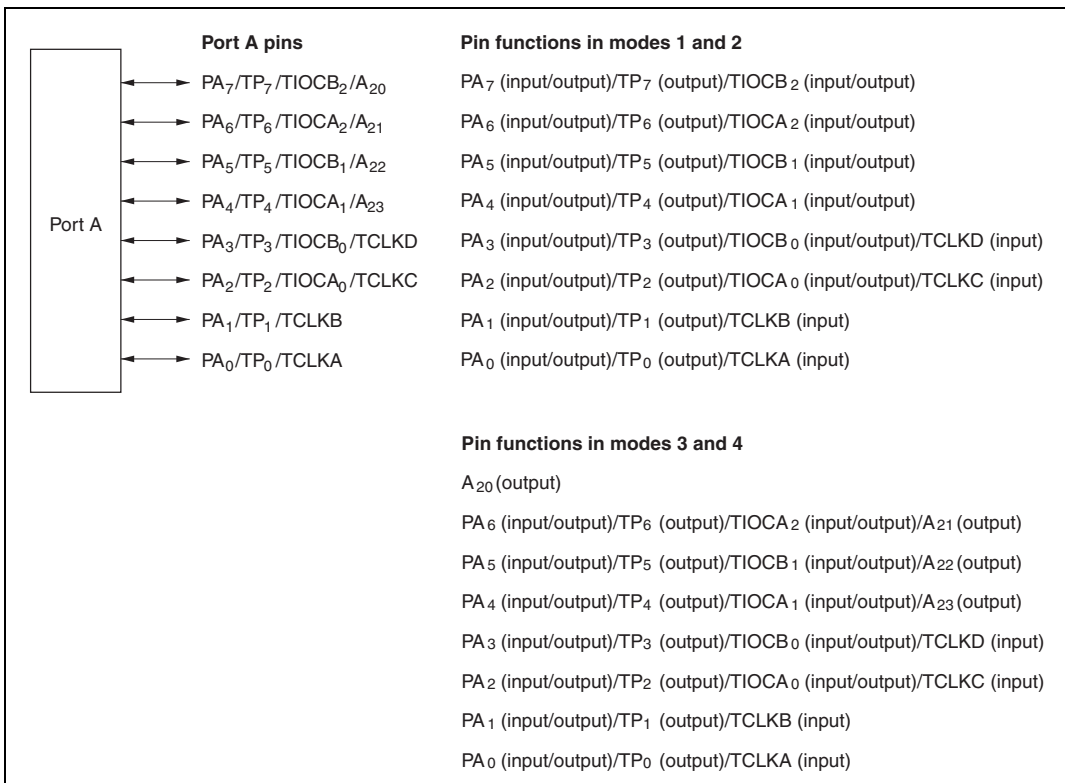 Port A pins Pin functions in modes 1 and 2
PA7/TP7/TIOCB2/A20 PA7 (input/output)/TP7 (output)/TIOCB2 (input/output)
PA6/TP6/TIOCA2/A21 PA6 (input/output)/TP6 (output)/TIOCA2 (input/output)
PA5/TP5/TIOCB1/A22 PA5 (input/output)/TP5 (output)/TIOCB1 (input/output)
PA4/TP4/TIOCA1/A23 PA4 (input/output)/TP4 (output)/TIOCA1 (input/output)
Port A
PA3/TP3/TIOCB0/TCLKD PA3 (input/output)/TP3 (output)/TIOCB0 (input/output)/TCLKD (input)
PA2/TP2/TIOCA0/TCLKC PA2 (input/output)/TP2 (output)/TIOCA0 (input/output)/TCLKC (input)
PA1/TP1/TCLKB PA1 (input/output)/TP1 (output)/TCLKB (input)
PA0/TP0/TCLKA PA0 (input/output)/TP0 (output)/TCLKA (input)
Pin functions in modes 3 and 4
A20 (output)
PA6 (input/output)/TP6 (output)/TIOCA2 (input/output)/A21 (output)
PA5 (input/output)/TP5 (output)/TIOCB1 (input/output)/A22 (output)
PA4 (input/output)/TP4 (output)/TIOCA1 (input/output)/A23 (output)
PA3 (input/output)/TP3 (output)/TIOCB0 (input/output)/TCLKD (input)
PA2 (input/output)/TP2 (output)/TIOCA0 (input/output)/TCLKC (input)
PA1 (input/output)/TP1 (output)/TCLKB (input)
PA0 (input/output)/TP0 (output)/TCLKA (input)